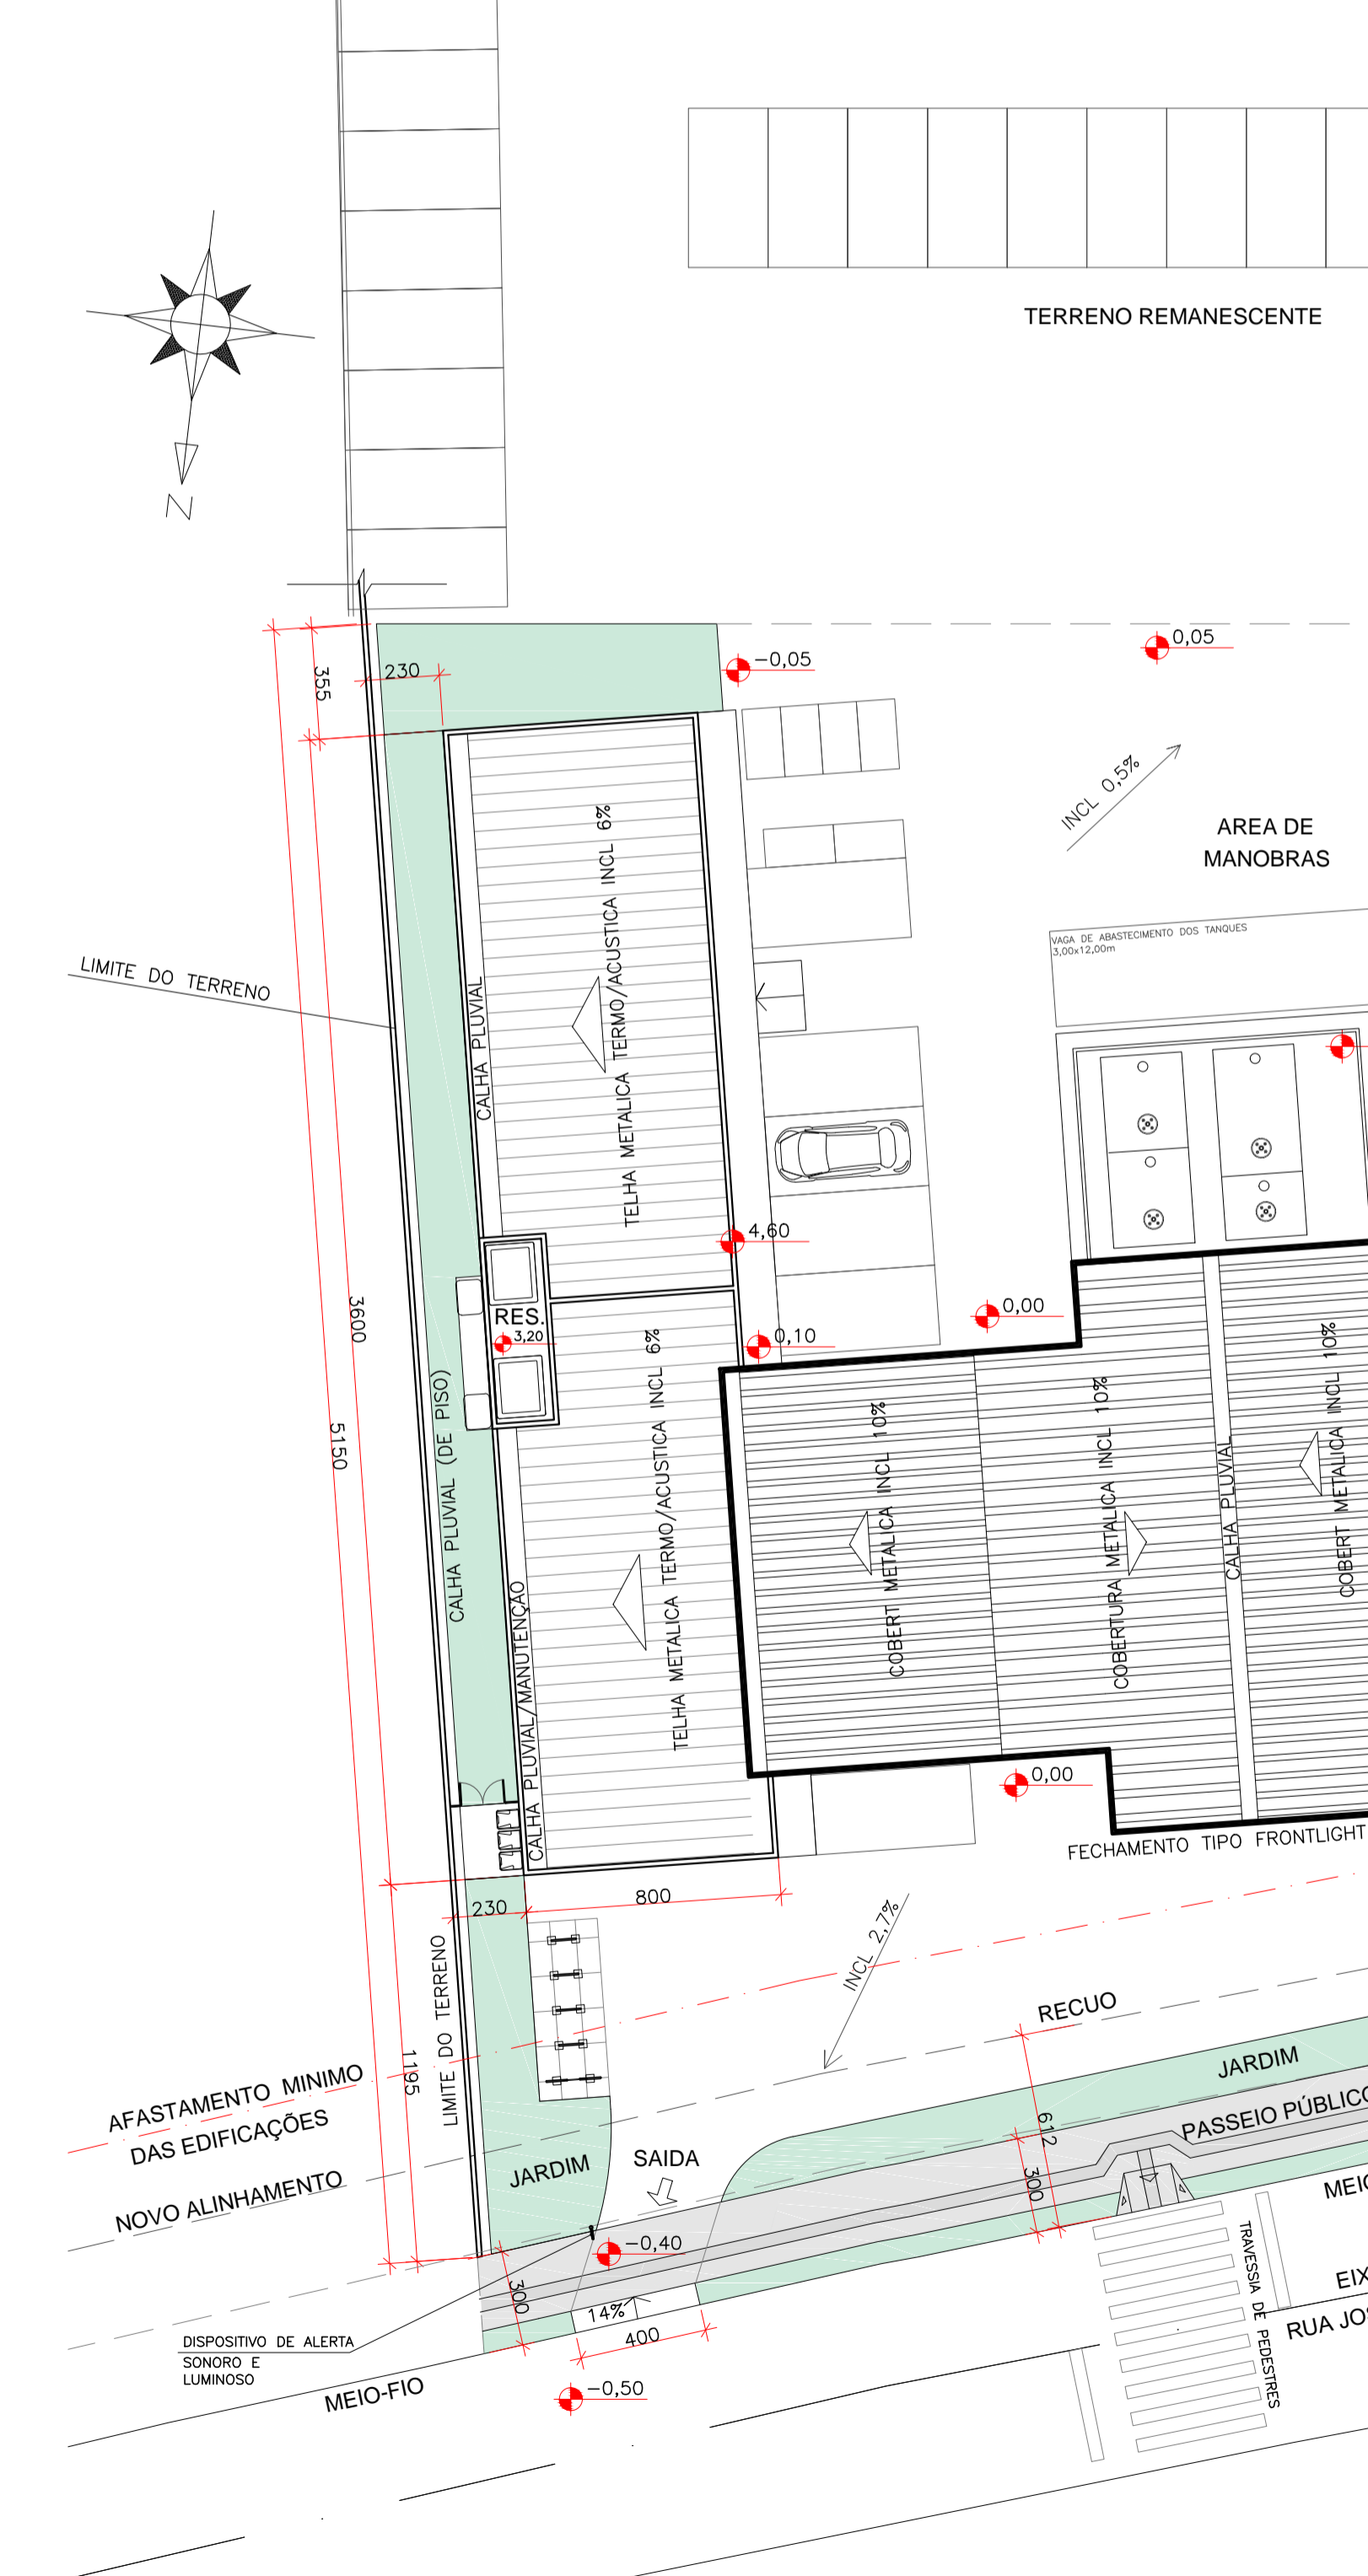 TERRENO REMANESCENTE
N
-0,05
0,05
230
355
INCL 0,5%
AREA DE
MANOBRAS
TELHA METALICA TERMO/ACUSTICA INCL 6%
VAGA DE ABASTECIMENTO DOS TANQUES
3,00x12,00m
LIMITE DO TERRENO
CALHA PLUVIAL
4,60
3600
RES.
3,20
0,00
0,10
5150
CALHA PLUVIAL (DE PISO)
TELHA METALICA TERMO/ACUSTICA INCL 6%
COBERT METALICA INCL 10%
COBERTURA METALICA INCL 10%
CALHA PLUVIAL
COBERT METALICA INCL 10%
CALHA PLUVIAL/MANUTENÇÃO
0,00
FECHAMENTO TIPO FRONTLIGHT
230
800
INCL 2,7%
LIMITE DO TERRENO
RECUO
1195
AFASTAMENTO MINIMO
DAS EDIFICAÇÕES
JARDIM
612
PASSEIO PÚBLICO
NOVO ALINHAMENTO
JARDIM
SAIDA
300
MEIO
-0,40
300
14%
400
TRAVESSIA DE PEDESTRES
EIX
RUA JOS
DISPOSITIVO DE ALERTA
SONORO E
LUMINOSO
MEIO-FIO
-0,50